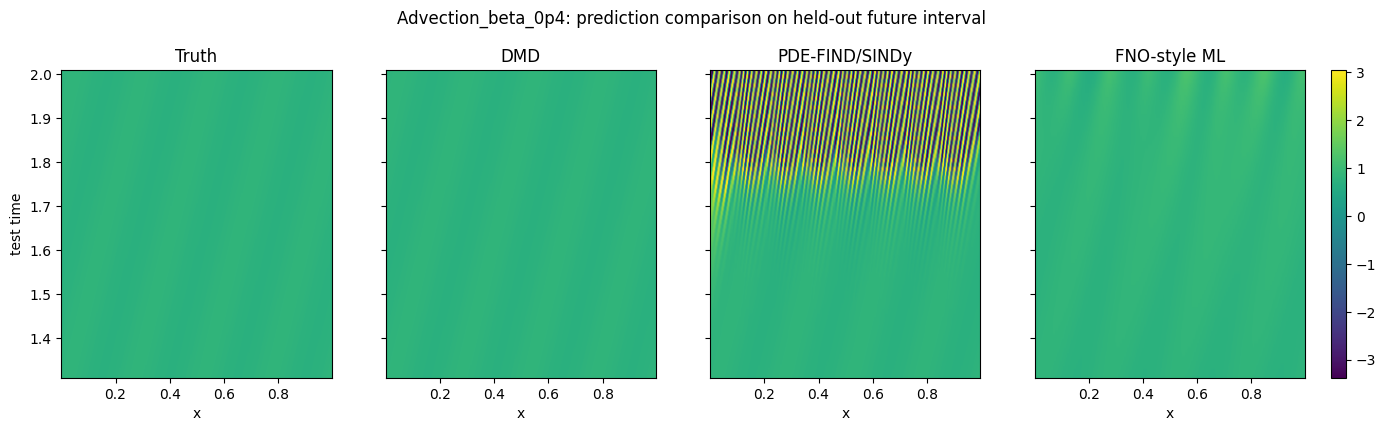 Advection_beta_0p4: prediction comparison on held-out future interval
Truth
DMD
PDE-FIND/SINDy
FNO-style ML
test time
2.0
1.9
1.8
1.7
1.6
1.5
1.4
0.2 0.4 0.6 0.8
0.2 0.4 0.6 0.8
0.2 0.4 0.6 0.8
0.2 0.4 0.6 0.8
x
x
x
x
3
2
1
0
−1
−2
−3